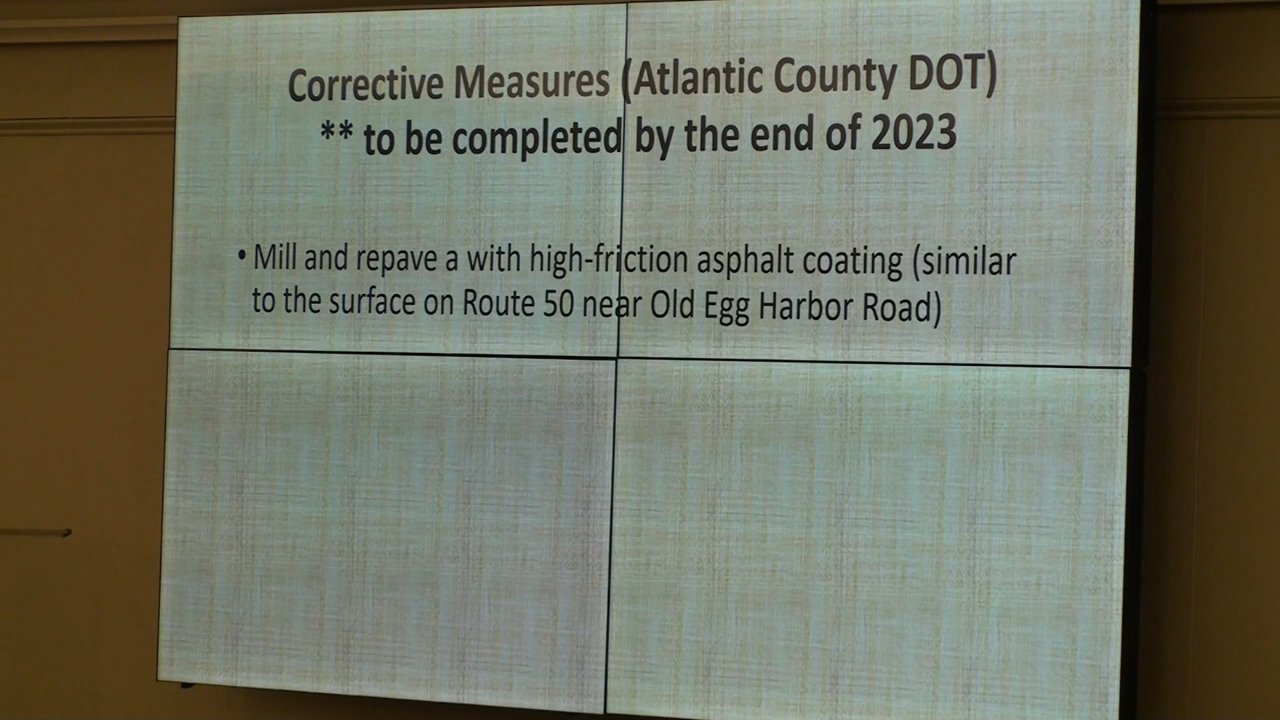 Corrective Measures (Atlantic County DOT)
** to be completed by the end of 2023
• Mill and repave a with high-friction asphalt coating (similar
to the surface on Route 50 near Old Egg Harbor Road)